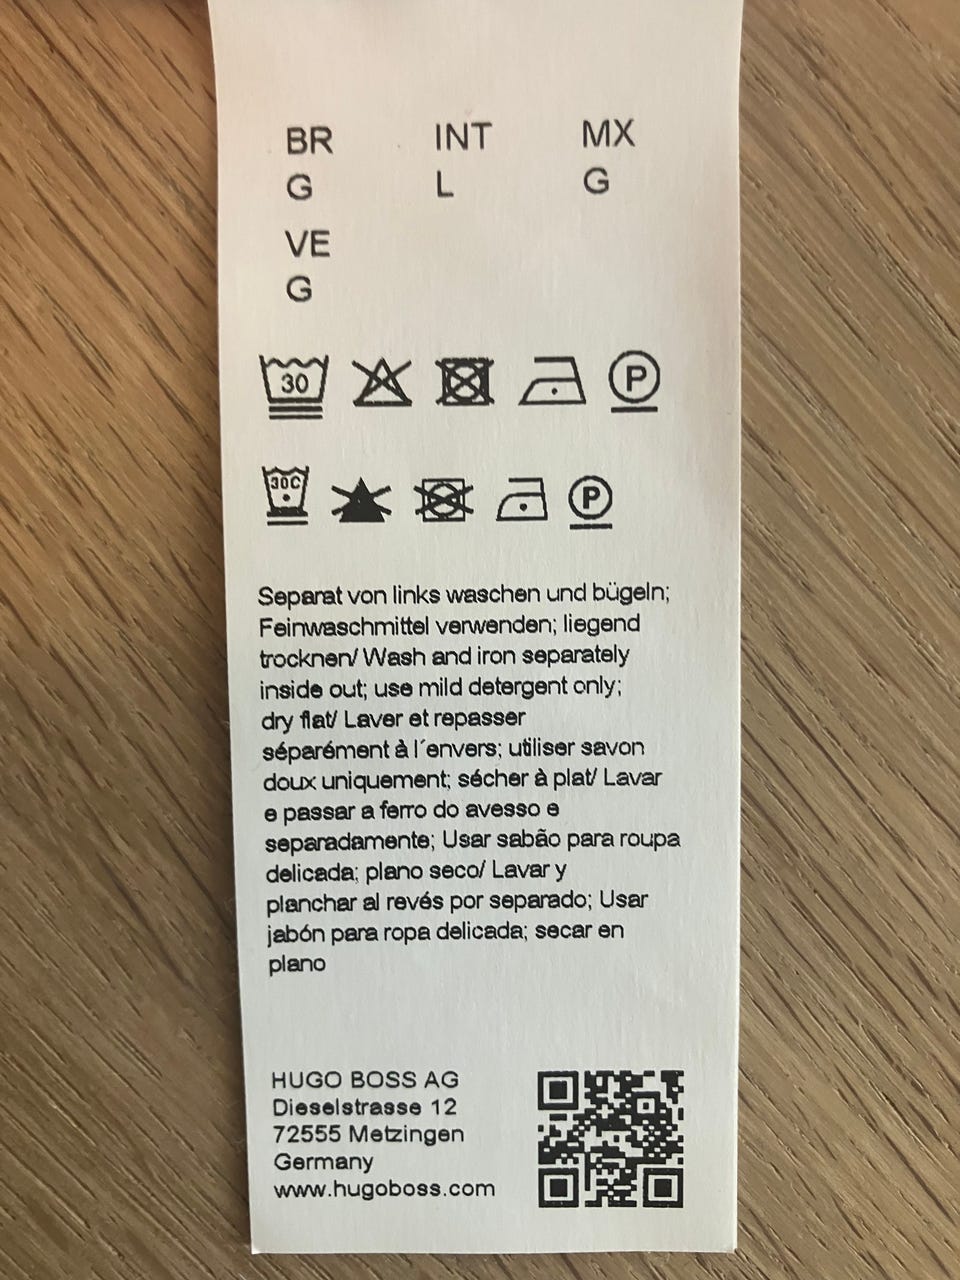 BR INT MX
G L G
VE
G
30 P
30C P
Separat von links waschen und bügeln;
Feinwaschmittel verwenden; liegend
trocknen/ Wash and iron separately
inside out; use mild detergent only;
dry flat/ Laver et repasser
séparément à l´envers; utiliser savon
doux uniquement; sécher à plat/ Lavar
e passar a ferro do avesso e
separadamente; Usar sabão para roupa
delicada; plano seco/ Lavar y
planchar al revés por separado; Usar
jabón para ropa delicada; secar en
plano
HUGO BOSS AG
Dieselstrasse 12
72555 Metzingen
Germany
www.hugoboss.com